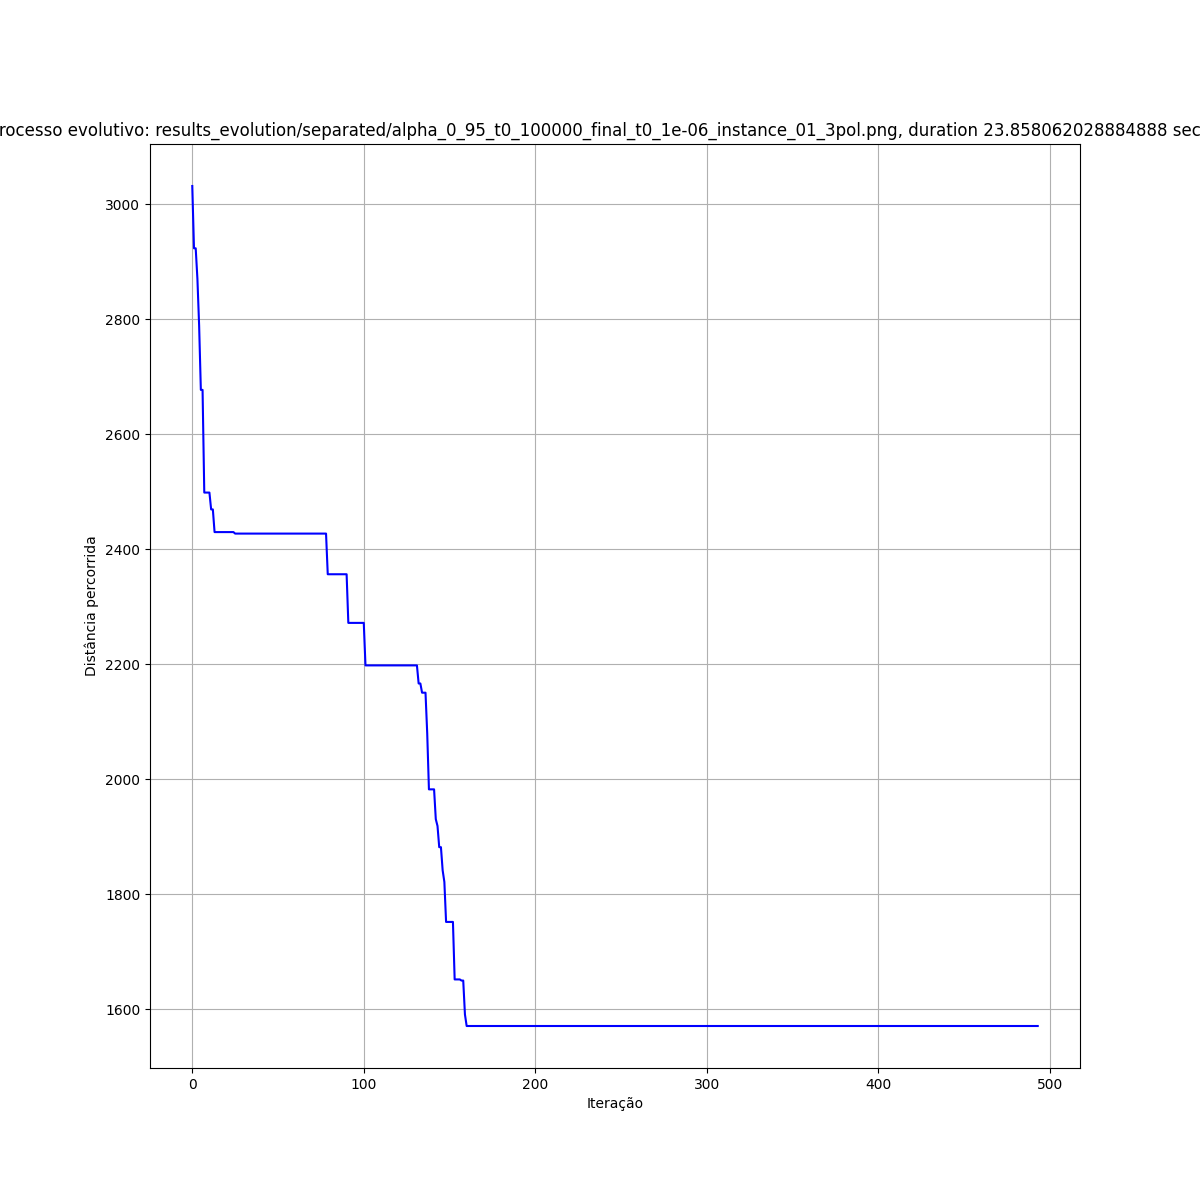 rocesso evolutivo: results_evolution/separated/alpha_0_95_t0_100000_final_t0_1e-06_instance_01_3pol.png, duration 23.858062028884888 sec
3000
2800
2600
2400
2200
2000
1800
1600
Distância percorrida
0 100 200 300 400 500
Iteração